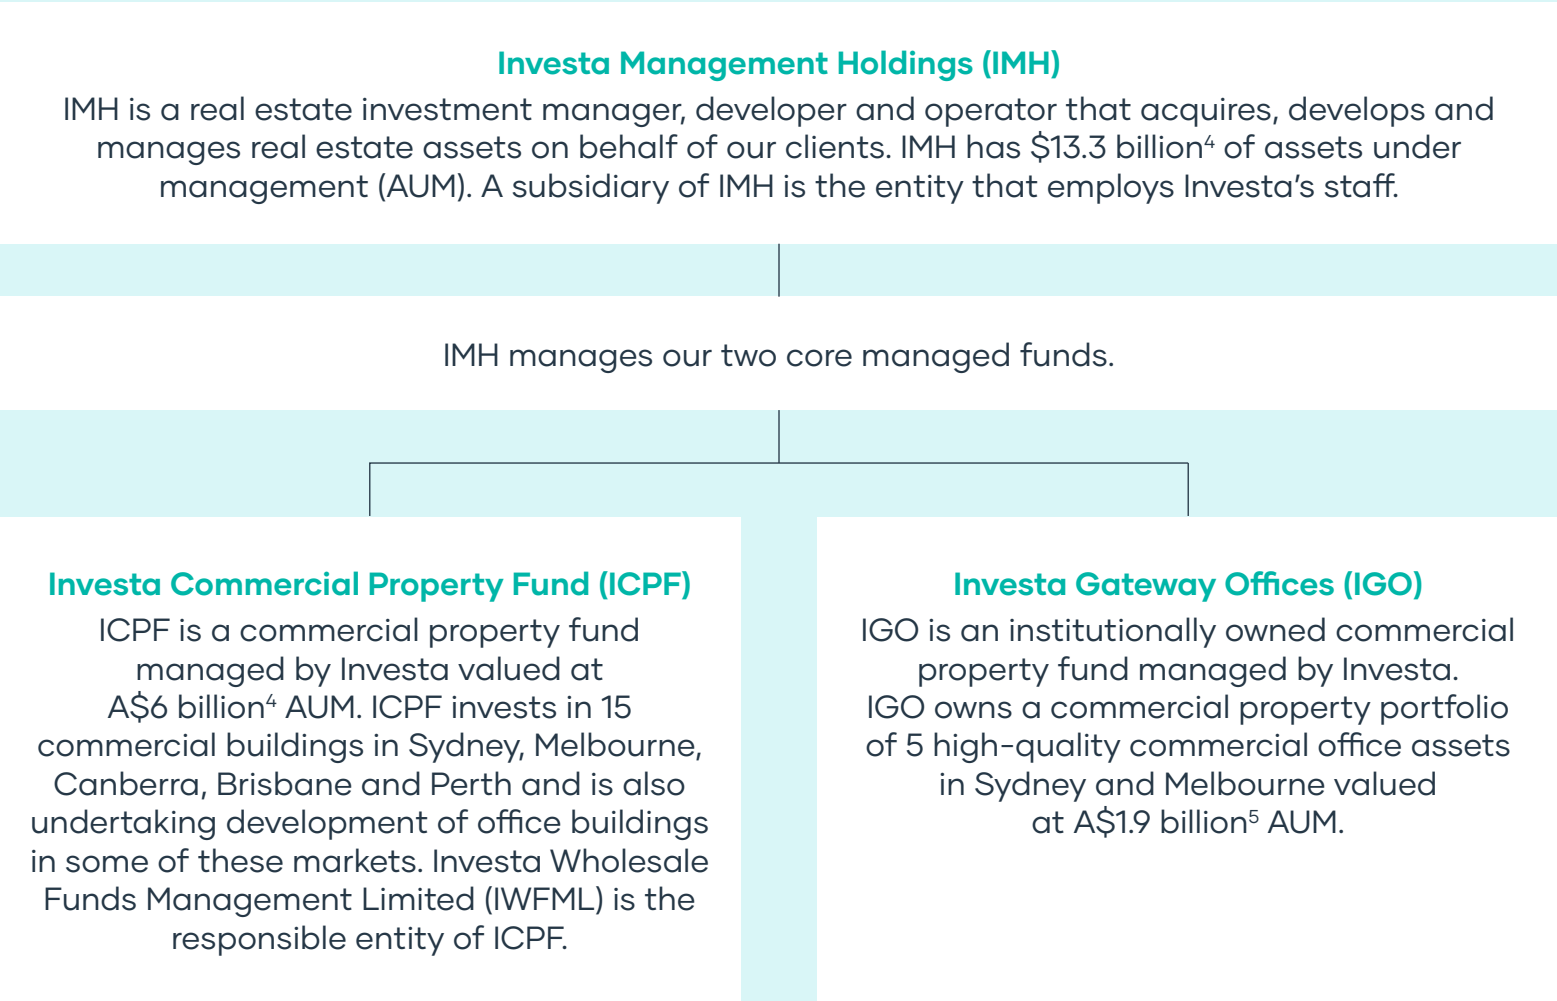 Investa Management Holdings (IMH)
IMH is a real estate investment manager, developer and operator that acquires, develops and
manages real estate assets on behalf of our clients. IMH has $13.3 billion⁴ of assets under
management (AUM). A subsidiary of IMH is the entity that employs Investa’s staff.
IMH manages our two core managed funds.
Investa Commercial Property Fund (ICPF)
ICPF is a commercial property fund
managed by Investa valued at
A$6 billion⁴ AUM. ICPF invests in 15
commercial buildings in Sydney, Melbourne,
Canberra, Brisbane and Perth and is also
undertaking development of office buildings
in some of these markets. Investa Wholesale
Funds Management Limited (IWFML) is the
responsible entity of ICPF.
Investa Gateway Offices (IGO)
IGO is an institutionally owned commercial
property fund managed by Investa.
IGO owns a commercial property portfolio
of 5 high-quality commercial office assets
in Sydney and Melbourne valued
at A$1.9 billion⁵ AUM.